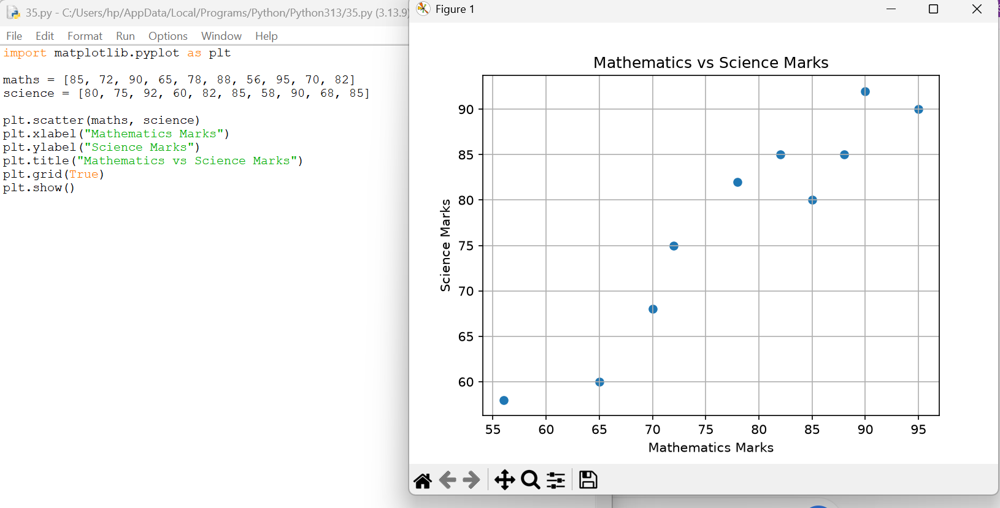 35.py - C:/Users/hp/AppData/Local/Programs/Python/Python313/35.py (3.13.9)
File Edit Format Run Options Window Help
import matplotlib.pyplot as plt
maths = [85, 72, 90, 65, 78, 88, 56, 95, 70, 82]
science = [80, 75, 92, 60, 82, 85, 58, 90, 68, 85]
plt.scatter(maths, science)
plt.xlabel("Mathematics Marks")
plt.ylabel("Science Marks")
plt.title("Mathematics vs Science Marks")
plt.grid(True)
plt.show()
Figure 1
Mathematics vs Science Marks
Science Marks
90
85
80
75
70
65
60
55 60 65 70 75 80 85 90 95
Mathematics Marks